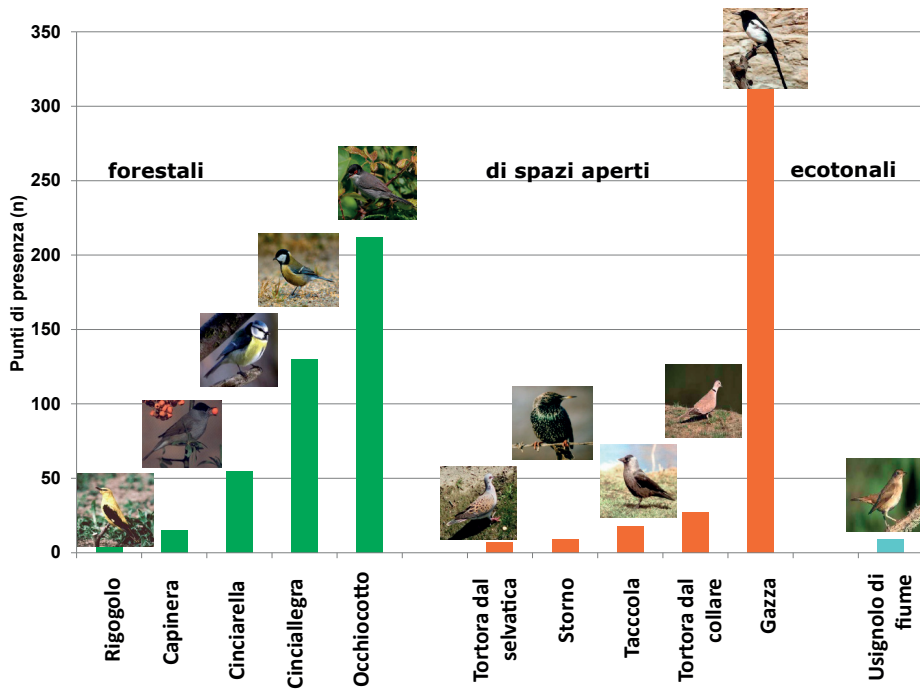 350
300
250
200
150
100
50
0
Punti di presenza (n)
forestali
di spazi aperti
ecotonali
Rigogolo
Capinera
Cinciarella
Cinciallegra
Occhiocotto
Tortora dal
selvatica
Storno
Tacccola
Tortora dal
collare
Gazza
Usignolo di
fiume